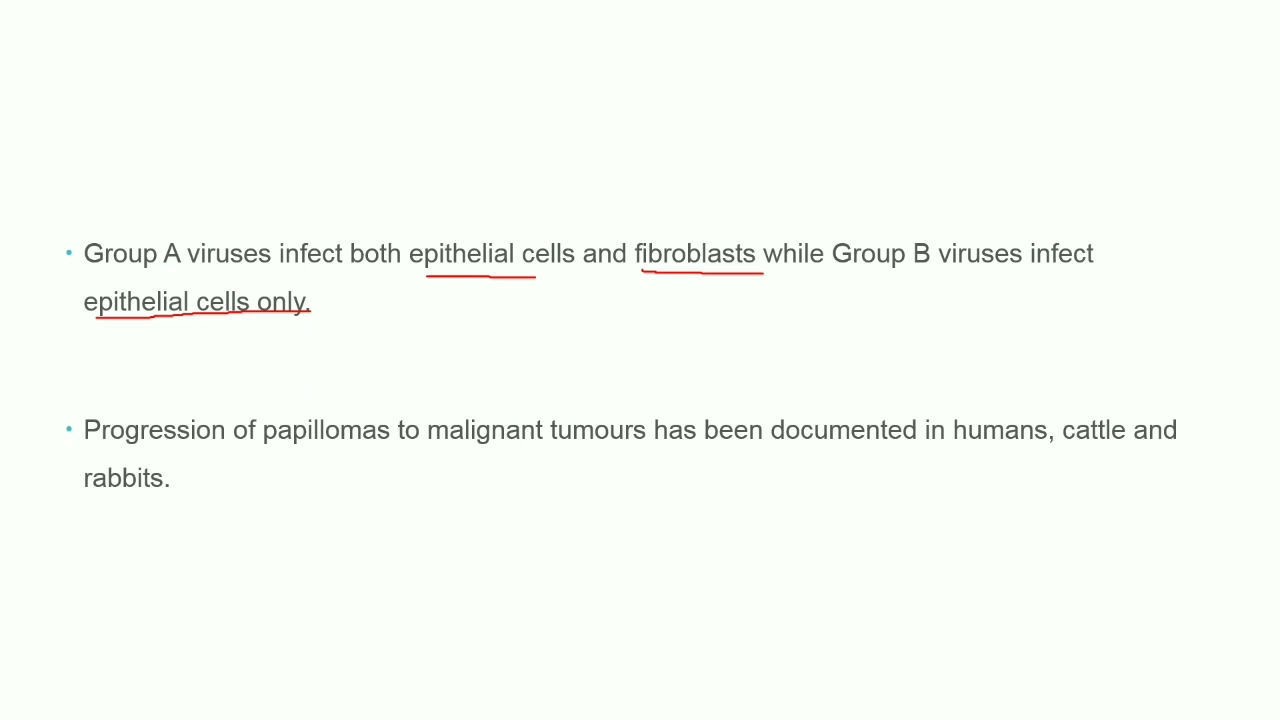 • Group A viruses infect both epithelial cells and fibroblasts while Group B viruses infect
epithelial cells only.
• Progression of papillomas to malignant tumours has been documented in humans, cattle and
rabbits.